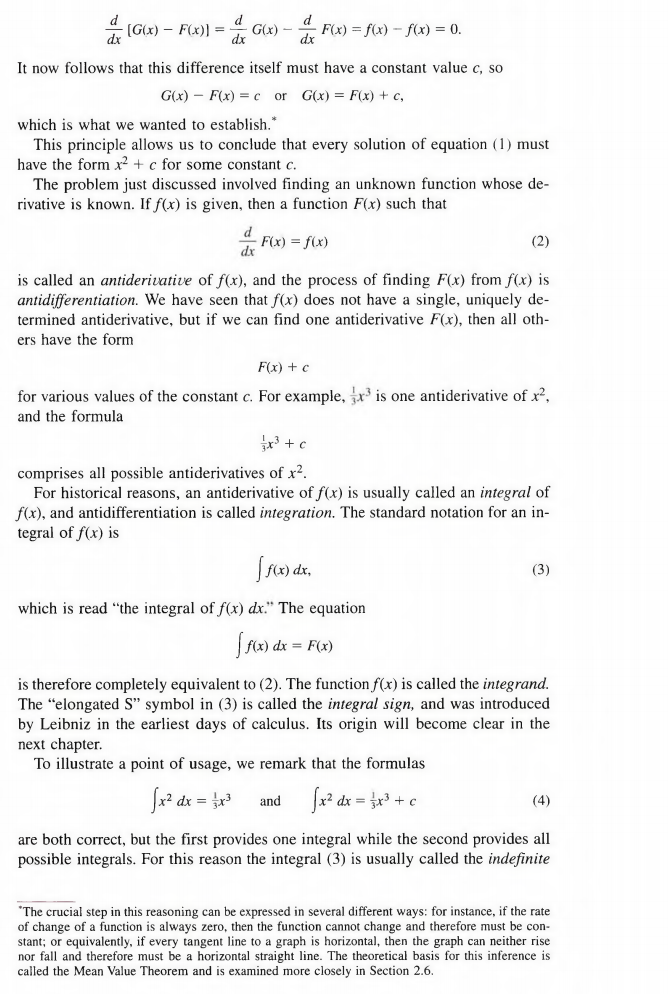 d/dx [G(x) − F(x)] = d/dx G(x) − d/dx F(x) = f(x) − f(x) = 0.
It now follows that this difference itself must have a constant value c, so
G(x) − F(x) = c or G(x) = F(x) + c,
which is what we wanted to establish.*
This principle allows us to conclude that every solution of equation (1) must
have the form x² + c for some constant c.
The problem just discussed involved finding an unknown function whose de-
rivative is known. If f(x) is given, then a function F(x) such that
d/dx F(x) = f(x) (2)
is called an antiderivative of f(x), and the process of finding F(x) from f(x) is
antidifferentiation. We have seen that f(x) does not have a single, uniquely de-
termined antiderivative, but if we can find one antiderivative F(x), then all oth-
ers have the form
F(x) + c
for various values of the constant c. For example, ⅓x³ is one antiderivative of x²,
and the formula
⅓x³ + c
comprises all possible antiderivatives of x².
For historical reasons, an antiderivative of f(x) is usually called an integral of
f(x), and antidifferentiation is called integration. The standard notation for an in-
tegral of f(x) is
∫ f(x) dx, (3)
which is read “the integral of f(x) dx.” The equation
∫ f(x) dx = F(x)
is therefore completely equivalent to (2). The function f(x) is called the integrand.
The “elongated S” symbol in (3) is called the integral sign, and was introduced
by Leibniz in the earliest days of calculus. Its origin will become clear in the
next chapter.
To illustrate a point of usage, we remark that the formulas
∫x² dx = ⅓x³ and ∫x² dx = ⅓x³ + c (4)
are both correct, but the first provides one integral while the second provides all
possible integrals. For this reason the integral (3) is usually called the indefinite
*The crucial step in this reasoning can be expressed in several different ways: for instance, if the rate
of change of a function is always zero, then the function cannot change and therefore must be con-
stant; or equivalently, if every tangent line to a graph is horizontal, then the graph can neither rise
nor fall and therefore must be a horizontal straight line. The theoretical basis for this inference is
called the Mean Value Theorem and is examined more closely in Section 2.6.